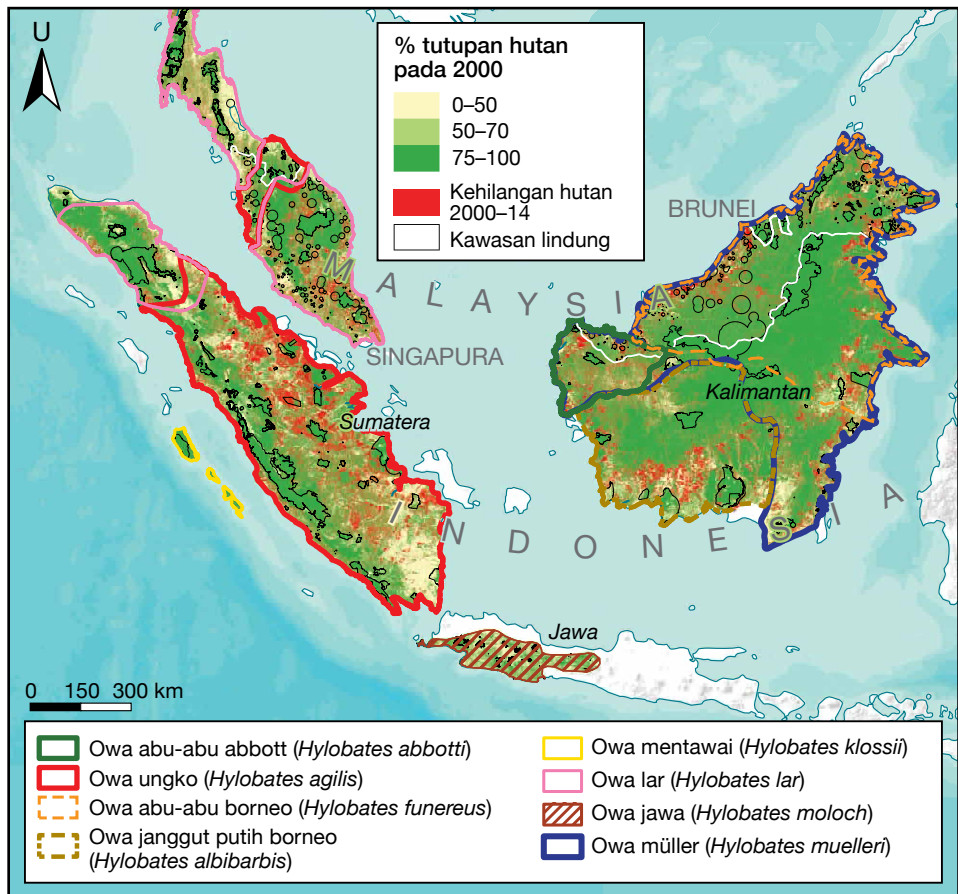 U
% tutupan hutan
pada 2000
0–50
50–70
75–100
Kehilangan hutan
2000–14
Kawasan lindung
BRUNEI
MALAYSIA
SINGAPURA
Kalimantan
Sumatera
INDONESIA
Jawa
0 150 300 km
Owa abu-abu abbott (Hylobates abbotti)
Owa ungko (Hylobates agilis)
Owa abu-abu borneo (Hylobates funereus)
Owa janggut putih borneo
(Hylobates albibarbis)
Owa mentawai (Hylobates klossii)
Owa lar (Hylobates lar)
Owa jawa (Hylobates moloch)
Owa müller (Hylobates muelleri)